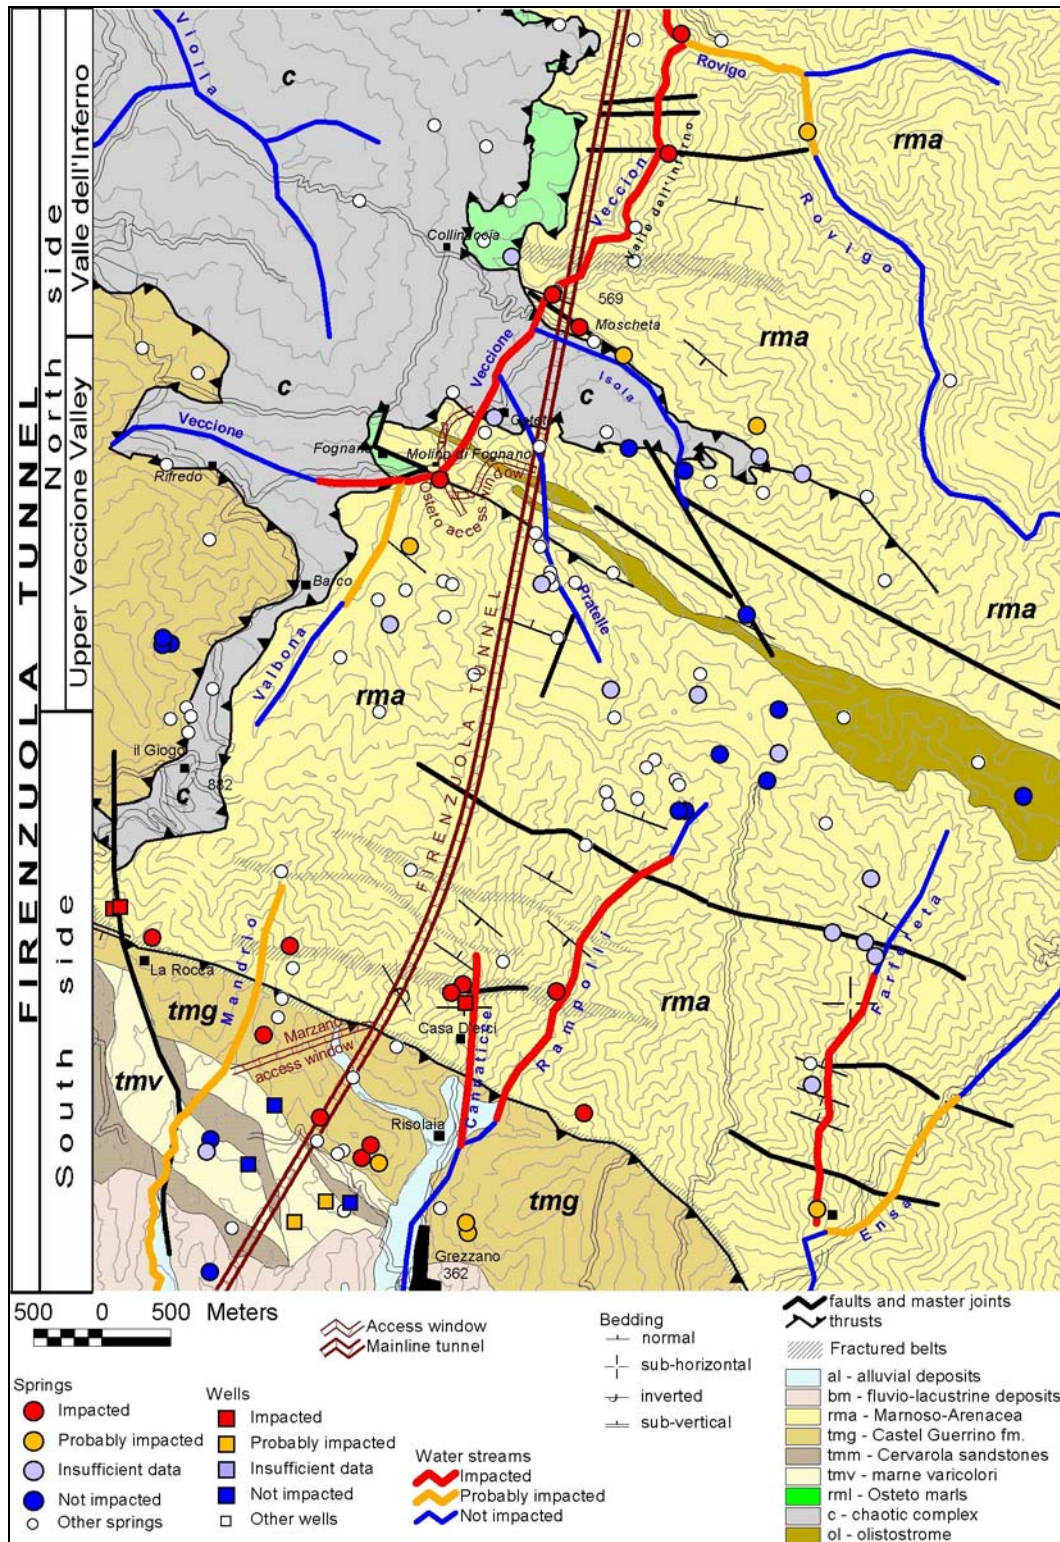 FIRENZUOLA TUNNEL
North side
South side
Valle dell'Inferno
Upper Veccione Valley
Violla
c
Rovigo
rma
Veccion
Valle dell'Inferno
Rovigo
Collinaccia
569
Moscheta
rma
Veccione
Isola
c
c
Veccione
Osteto
Fognano
Molino di Fognano
Rifredo
Osteto access window
Barco
Pratelle
rma
Valbona
rma
FIRENZUOLA TUNNEL
il Giogo
882
c
Mandrio
La Rocca
tmg
Rampolli
rma
Farfereta
Marzano
access window
Casa D'erci
Cannaticce
tmv
Risolaia
tmg
Ensa
Grezzano
362
500 0 500 Meters
Access window
Mainline tunnel
Bedding
normal
sub-horizontal
inverted
sub-vertical
faults and master joints
thrusts
Fractured belts
al - alluvial deposits
bm - fluvio-lacustrine deposits
rma - Marnoso-Arenacea
tmg - Castel Guerrino fm.
tmm - Cervarola sandstones
tmv - marne varicolori
rml - Osteto marls
c - chaotic complex
ol - olistostrome
Springs
Impacted
Probably impacted
Insufficient data
Not impacted
Other springs
Wells
Impacted
Probably impacted
Insufficient data
Not impacted
Other wells
Water streams
Impacted
Probably impacted
Not impacted